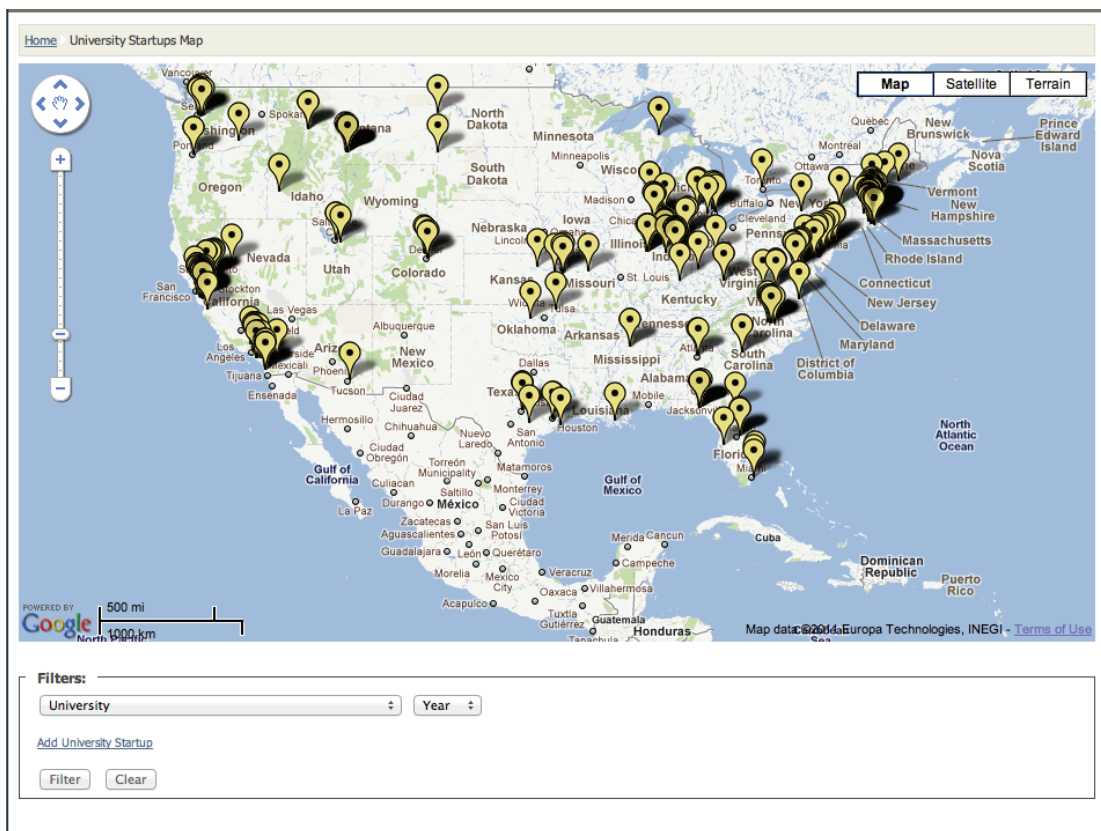 Home University Startups Map
Map Satellite Terrain
Vancouver
Spokane
North Dakota
Minnesota
Quebec
Montreal
Ottawa
New Brunswick
Prince Edward Island
Nova Scotia
Portland
Minneapolis
Toronto
Oregon
Idaho
Wyoming
South Dakota
Madison
Buffalo
New York
Vermont
New Hampshire
Nebraska
Iowa
Cleveland
Massachusetts
Rhode Island
Nevada
Utah
Colorado
Lincoln
Omaha
Illinois
Connecticut
San Francisco
Stockton
California
Kansas
Missouri
St Louis
West Virginia
New Jersey
Las Vegas
Wichita
Tulsa
Kentucky
Delaware
Maryland
Albuquerque
Oklahoma
Arkansas
Tennessee
North Carolina
District of Columbia
Los Angeles
Phoenix
New Mexico
Dallas
Mississippi
Atlanta
South Carolina
Tijuana
Mexicali
Ensenada
Tucson
Ciudad Juarez
Texas
Alabama
Mobile
Louisiana
Jacksonville
Hermosillo
Chihuahua
San Antonio
Houston
North Atlantic Ocean
Ciudad Obregón
Nuevo Laredo
Florida
Miami
Gulf of California
Torreón Municipality
Matamoros
Gulf of Mexico
Culiacan
Saltillo
Monterrey
La Paz
Durango
México
Ciudad Victoria
Zacatecas
San Luis Potosí
Aguascalientes
Guadalajara
León
Querétaro
Merida
Cancun
Cuba
Morelia
Mexico City
Veracruz
Campeche
Dominican Republic
Puerto Rico
Acapulco
Oaxaca
Villahermosa
Tuxtla Gutiérrez
Guatemala
Honduras
POWERED BY
Google
500 mi
1000 km
Map data ©2011 Europa Technologies, INEGI - Terms of Use
Filters:
University Year
Add University Startup
Filter Clear